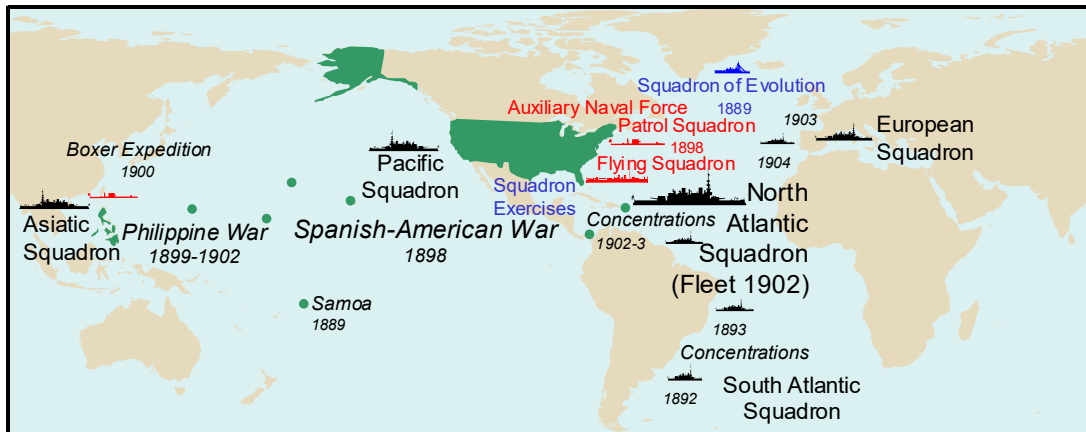 Squadron of Evolution
1889
Auxiliary Naval Force
Patrol Squadron
1898
Flying Squadron
1903
1904
European
Squadron
Boxer Expedition
1900
Pacific
Squadron
Squadron
Exercises
North
Atlantic
Squadron
(Fleet 1902)
Concentrations
1902-3
Asiatic
Squadron
Philippine War
1899-1902
Spanish-American War
1898
Samoa
1889
1893
Concentrations
1892
South Atlantic
Squadron